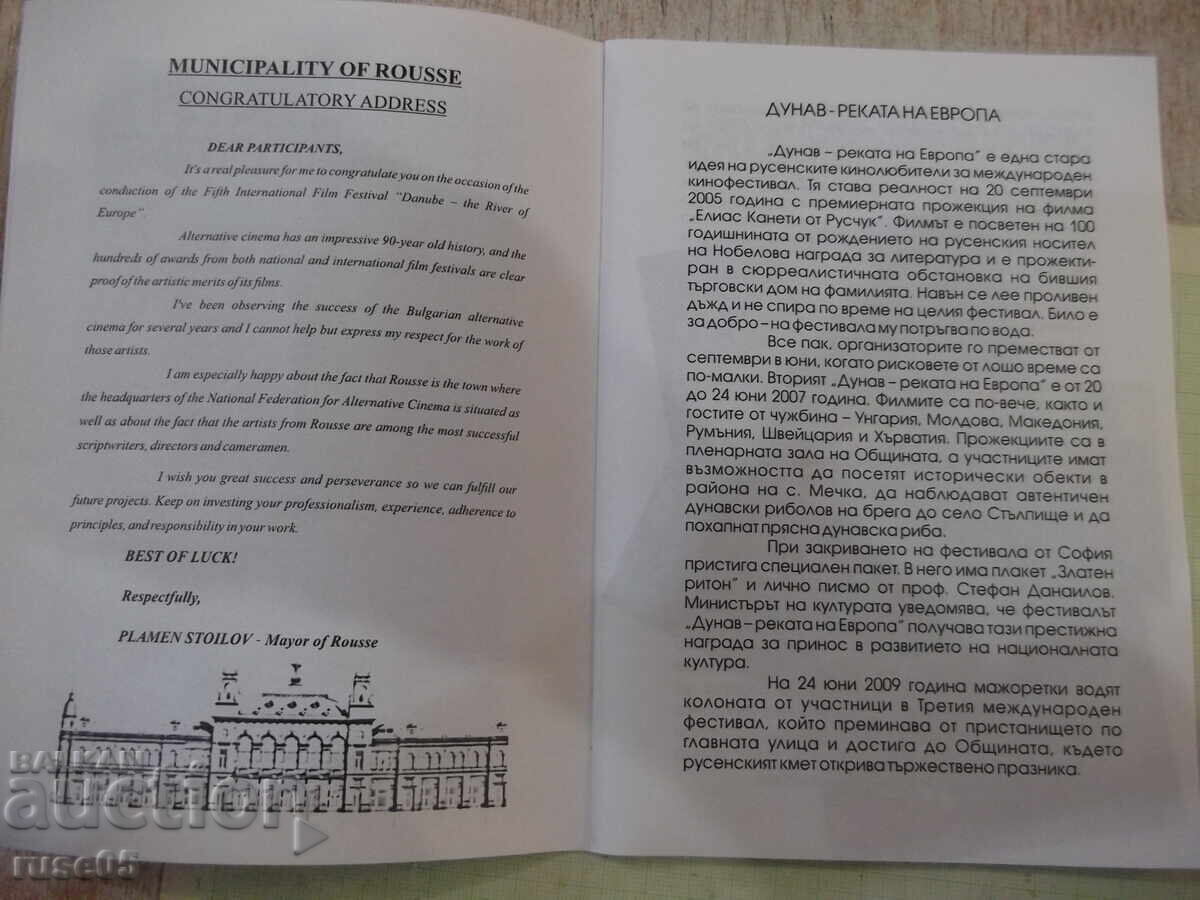 MUNICIPALITY OF ROUSSE
CONGRATULATORY ADDRESS
DEAR PARTICIPANTS,
It's a real pleasure for me to congratulate you on the occasion of the
conduction of the Fifth International Film Festival “Danube – the River of
Europe”.
Alternative cinema has an impressive 90-year old history, and the
hundreds of awards from both national and international film festivals are clear
proof of the artistic merits of its films.
I've been observing the success of the Bulgarian alternative
cinema for several years and I cannot help but express my respect for the work of
those artists.
I am especially happy about the fact that Rousse is the town where
the headquarters of the National Federation for Alternative Cinema is situated as
well as about the fact that the artists from Rousse are among the most successful
scriptwriters, directors and cameramen.
I wish you great success and perseverance so we can fulfill our
future projects. Keep on investing your professionalism, experience, adherence to
principles, and responsibility in your work.
BEST OF LUCK!
Respectfully,
PLAMEN STOILOV - Mayor of Rousse
ДУНАВ - РЕКАТА НА ЕВРОПА
„Дунав – реката на Европа“ е една стара
идея на русенските кинолюбители за международен
кинофестивал. Тя става реалност на 20 септември
2005 година с премиерната прожекция на филма
„Елиас Канети от Русчук“. Филмът е посветен на 100
годишнината от рождението на русенския носител
на Нобелова награда за литература и е прожекти-
ран в сюрреалистичната обстановка на бившия
търговски дом на фамилията. Навън се лее проливен
дъжд и не спира по време на целия фестивал. Било е
за добро – на фестивала му потръгва по вода.
Все пак, организаторите го преместват от
септември в юни, когато рисковете от лошо време са
по-малки. Вторият „Дунав – реката на Европа“ е от 20
до 24 юни 2007 година. Филмите са по-вече, както и
гостите от чужбина – Унгария, Молдова, Македония,
Румъния, Швейцария и Хърватия. Прожекциите са в
пленарната зала на Общината, а участниците имат
възможността да посетят исторически обекти в
района на с. Мечка, да наблюдават автентичен
дунавски риболов на брега до село Стълпище и да
похапнат прясна дунавска риба.
При закриването на фестивала от София
пристига специален пакет. В него има плакет „Златен
ритон“ и лично писмо от проф. Стефан Данаилов.
Министърът на културата уведомява, че фестивалът
„Дунав – реката на Европа“ получава тази престижна
награда за принос в развитието на националната
култура.
На 24 юни 2009 година мажоретки водят
колоната от участници в Третия международен
фестивал, който преминава от пристанището по
главната улица и достига до Общината, където
русенският кмет открива тържествено празника.
BALKAN
auction
ruse05